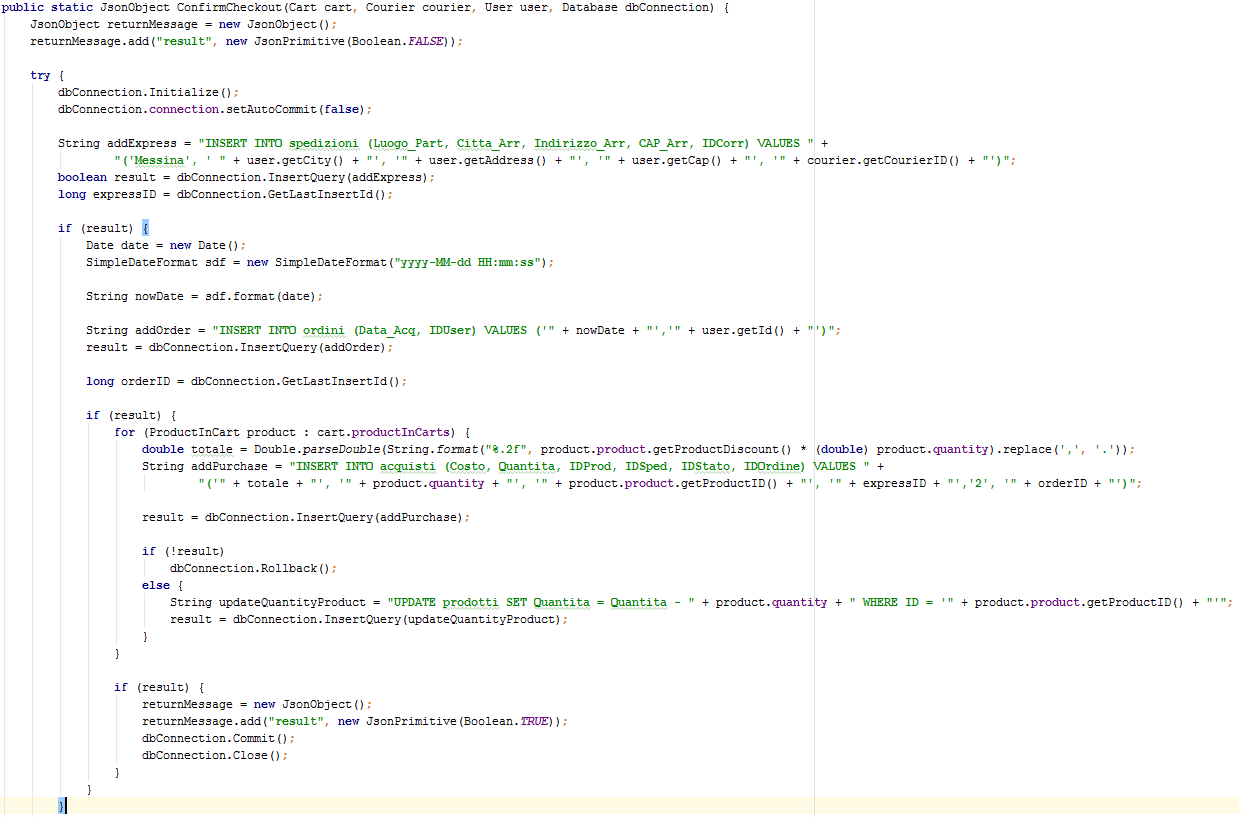 public static JsonObject ConfirmCheckout(Cart cart, Courier courier, User user, Database dbConnection) {
JsonObject returnMessage = new JsonObject();
returnMessage.add("result", new JsonPrimitive(Boolean.FALSE));
try {
dbConnection.Initialize();
dbConnection.connection.setAutoCommit(false);
String addExpress = "INSERT INTO spedizioni (Luogo_Part, Citta_Arr, Indirizzo_Arr, CAP_Arr, IDCorr) VALUES " +
"('Messina', ' " + user.getCity() + "', '" + user.getAddress() + "', '" + user.getCap() + "', '" + courier.getCourierID() + "')";
boolean result = dbConnection.InsertQuery(addExpress);
long expressID = dbConnection.GetLastInsertId();
if (result) {
Date date = new Date();
SimpleDateFormat sdf = new SimpleDateFormat("yyyy-MM-dd HH:mm:ss");
String nowDate = sdf.format(date);
String addOrder = "INSERT INTO ordini (Data_Acq, IDUser) VALUES ('" + nowDate + "','" + user.getId() + "')";
result = dbConnection.InsertQuery(addOrder);
long orderID = dbConnection.GetLastInsertId();
if (result) {
for (ProductInCart product : cart.productInCarts) {
double totale = Double.parseDouble(String.format("%.2f", product.product.getProductDiscount() * (double) product.quantity).replace(',', '.'));
String addPurchase = "INSERT INTO acquisti (Costo, Quantita, IDProd, IDSped, IDStato, IDOrdine) VALUES " +
"('" + totale + "', '" + product.quantity + "', '" + product.product.getProductID() + "', '" + expressID + "','2', '" + orderID + "')";
result = dbConnection.InsertQuery(addPurchase);
if (!result)
dbConnection.Rollback();
else {
String updateQuantityProduct = "UPDATE prodotti SET Quantita = Quantita - " + product.quantity + " WHERE ID = '" + product.product.getProductID() + "'";
result = dbConnection.InsertQuery(updateQuantityProduct);
}
}
if (result) {
returnMessage = new JsonObject();
returnMessage.add("result", new JsonPrimitive(Boolean.TRUE));
dbConnection.Commit();
dbConnection.Close();
}
}
}